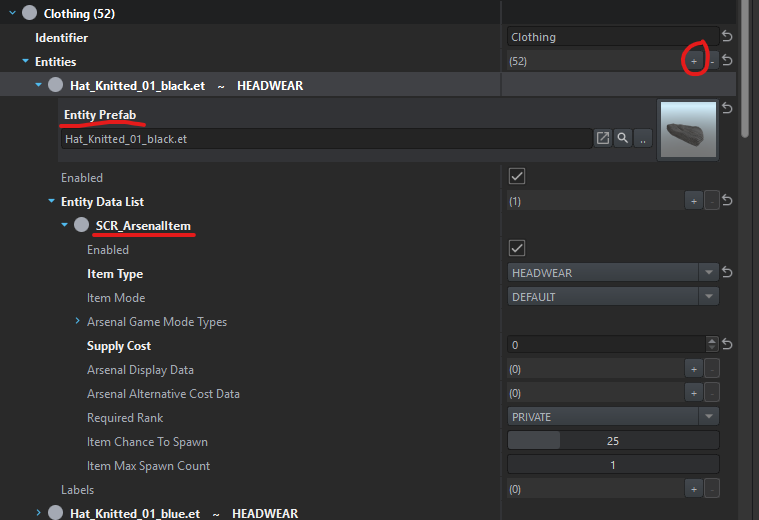 Clothing (52)
Identifier Clothing
Entities (52) + -
Hat_Knitted_01_black.et ~ HEADWEAR
Entity Prefab
Hat_Knitted_01_black.et ..
Enabled
Entity Data List (1) + -
SCR_ArsenalItem
Enabled
Item Type HEADWEAR
Item Mode DEFAULT
Arsenal Game Mode Types
Supply Cost 0
Arsenal Display Data (0) + -
Arsenal Alternative Cost Data (0) + -
Required Rank PRIVATE
Item Chance To Spawn 25
Item Max Spawn Count 1
Labels (0) + -
Hat_Knitted_01_blue.et ~ HEADWEAR